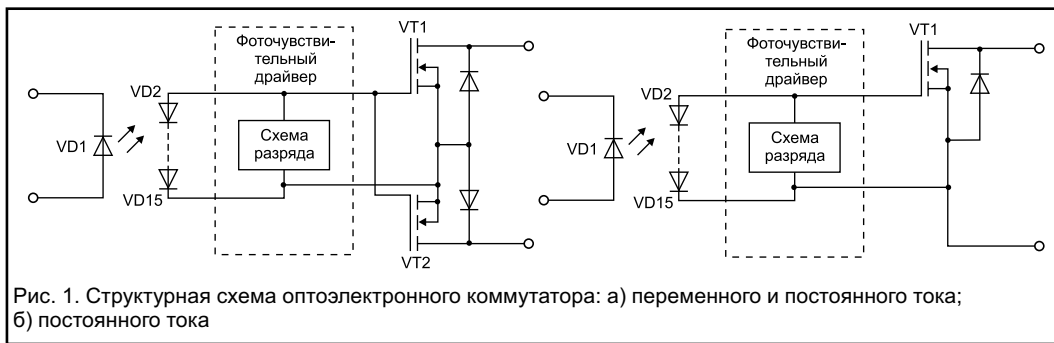 VT1
Фоточувстви-
тельный
драйвер
VD2
VD1
Схема
разряда
VD15
VT2
VT1
Фоточувстви-
тельный
драйвер
VD2
VD1
Схема
разряда
VD15
Рис. 1. Структурная схема оптоэлектронного коммутатора: а) переменного и постоянного тока;
б) постоянного тока